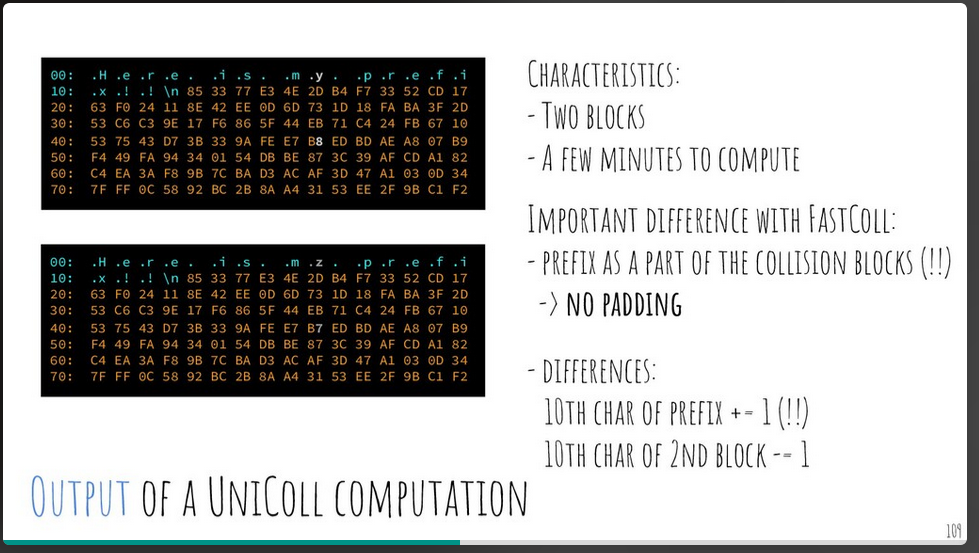 00: .H .e .r .e . .i .s . .m .y . .p .r .e .f .i
10: .x .! .! \n 85 33 77 E3 4E 2D B4 F7 33 52 CD 17
20: 63 F0 24 11 8E 42 EE 0D 6D 73 1D 18 FA BA 3F 2D
30: 53 C6 C3 9E 17 F6 86 5F 44 EB 71 C4 24 FB 67 10
40: 53 75 43 D7 3B 33 9A FE E7 B8 ED BD AE A8 07 B9
50: F4 49 FA 94 34 01 54 DB BE 87 3C 39 AF CD A1 82
60: C4 EA 3A F8 9B 7C BA D3 AC AF 3D 47 A1 03 0D 34
70: 7F FF 0C 58 92 BC 2B 8A A4 31 53 EE 2F 9B C1 F2
00: .H .e .r .e . .i .s . .m .z . .p .r .e .f .i
10: .x .! .! \n 85 33 77 E3 4E 2D B4 F7 33 52 CD 17
20: 63 F0 24 11 8E 42 EE 0D 6D 73 1D 18 FA BA 3F 2D
30: 53 C6 C3 9E 17 F6 86 5F 44 EB 71 C4 24 FB 67 10
40: 53 75 43 D7 3B 33 9A FE E7 B7 ED BD AE A8 07 B9
50: F4 49 FA 94 34 01 54 DB BE 87 3C 39 AF CD A1 82
60: C4 EA 3A F8 9B 7C BA D3 AC AF 3D 47 A1 03 0D 34
70: 7F FF 0C 58 92 BC 2B 8A A4 31 53 EE 2F 9B C1 F2
CHARACTERISTICS:
- TWO BLOCKS
- A FEW MINUTES TO COMPUTE
IMPORTANT DIFFERENCE WITH FASTCOLL:
- PREFIX AS A PART OF THE COLLISION BLOCKS (!!)
-> NO PADDING
- DIFFERENCES:
10TH CHAR OF PREFIX += 1 (!!)
10TH CHAR OF 2ND BLOCK -= 1
OUTPUT OF A UNICOLL COMPUTATION
109